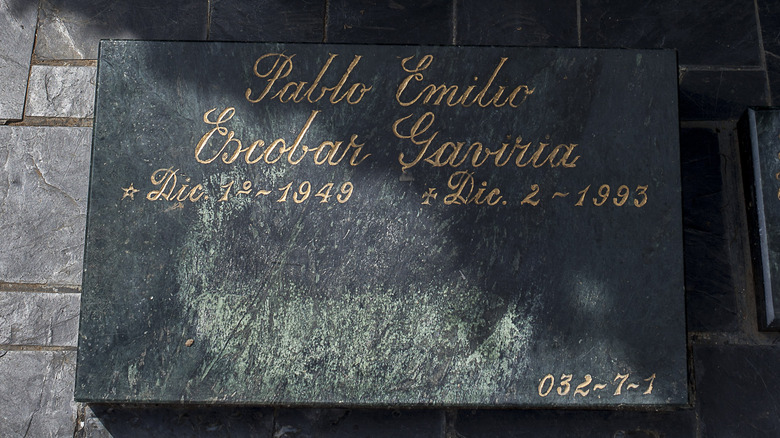 Pablo Emilio
Escobar Gaviria
☆ Dic. 1º ~ 1949 ✠ Dic. 2 ~ 1993
032~7~1